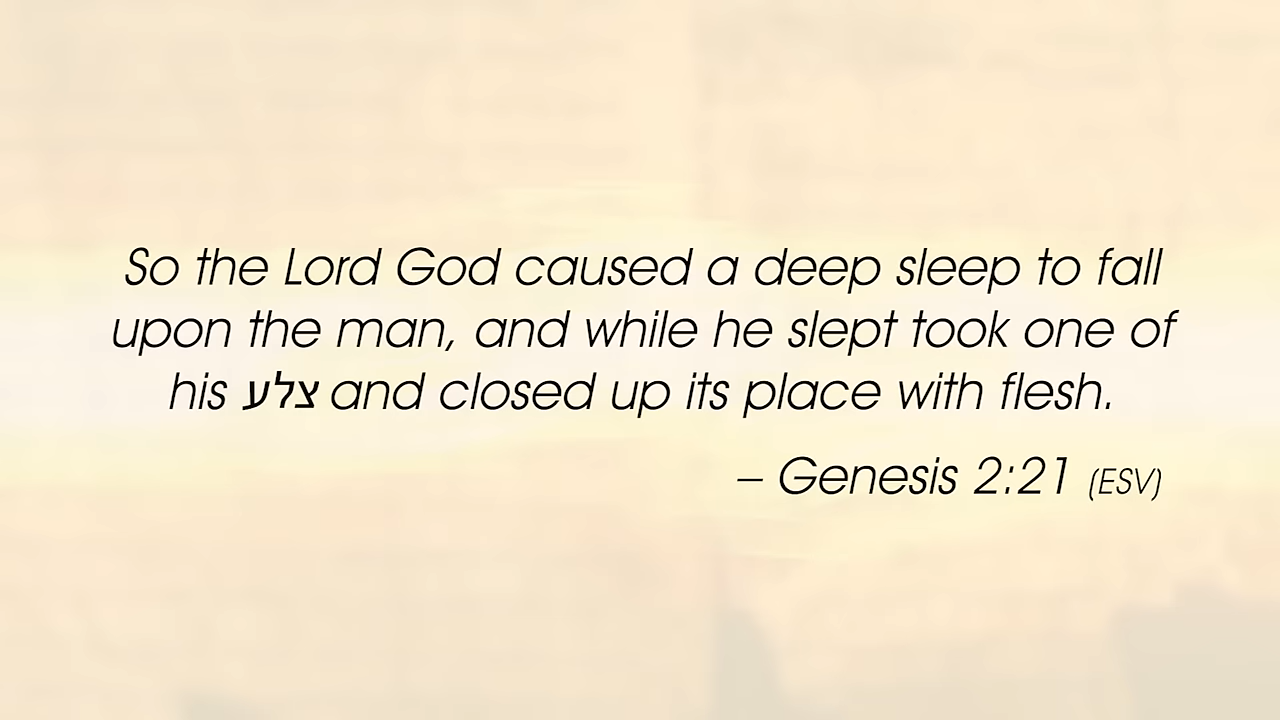 So the Lord God caused a deep sleep to fall
upon the man, and while he slept took one of
his צלע and closed up its place with flesh.
– Genesis 2:21 (ESV)